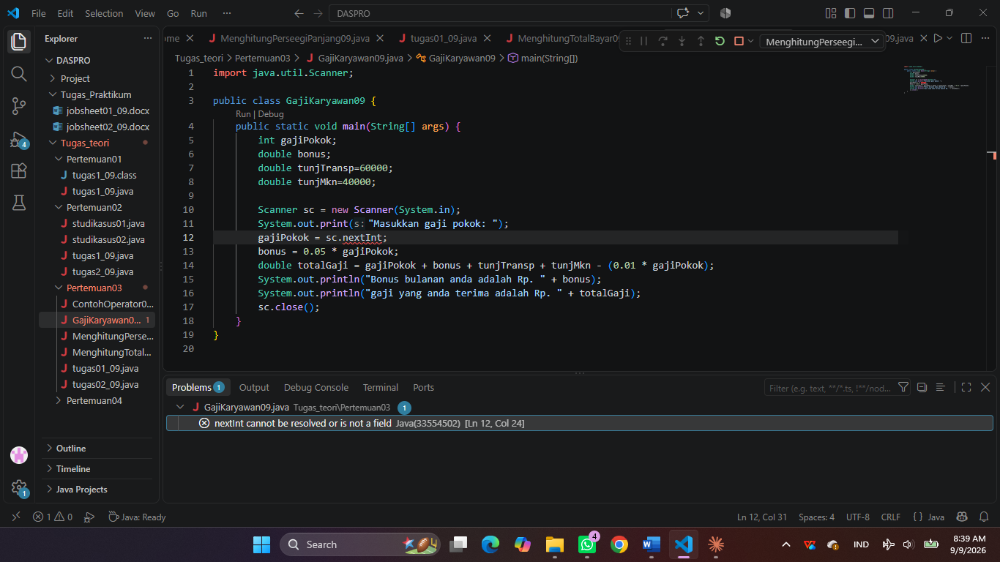 File Edit Selection View Go Run ··· DASPRO
Explorer ···
ome MenghitungPerseegiPanjang09.java tugas01_09.java MenghitungTotalBayar09 MenghitungPerseegi... 09.java ···
Tugas_teori > Pertemuan03 > GajiKaryawan09.java > GajiKaryawan09 > main(String[])
DASPRO
Project
Tugas_Praktikum
jobsheet01_09.docx
jobsheet02_09.docx
Tugas_teori
Pertemuan01
tugas1_09.class
tugas1_09.java
Pertemuan02
studikasus01.java
studikasus02.java
tugas1_09.java
tugas2_09.java
Pertemuan03
ContohOperator0...
GajiKaryawan0... 1
MenghitungPerse...
MenghitungTotal...
tugas01_09.java
tugas02_09.java
Pertemuan04
Outline
Timeline
Java Projects
4
1
1 import java.util.Scanner;
2
3 public class GajiKaryawan09 {
Run | Debug
4 public static void main(String[] args) {
5 int gajiPokok;
6 double bonus;
7 double tunjTransp=60000;
8 double tunjMkn=40000;
9
10 Scanner sc = new Scanner(System.in);
11 System.out.print(s: "Masukkan gaji pokok: ");
12 gajiPokok = sc.nextInt;
13 bonus = 0.05 * gajiPokok;
14 double totalGaji = gajiPokok + bonus + tunjTransp + tunjMkn - (0.01 * gajiPokok);
15 System.out.println("Bonus bulanan anda adalah Rp. " + bonus);
16 System.out.println("gaji yang anda terima adalah Rp. " + totalGaji);
17 sc.close();
18 }
19 }
20
Problems 1 Output Debug Console Terminal Ports Filter (e.g. text, **/*.ts, !**/nod...
GajiKaryawan09.java Tugas_teori\Pertemuan03 1
nextInt cannot be resolved or is not a field Java(33554502) [Ln 12, Col 24]
1 0 Java: Ready Ln 12, Col 31 Spaces: 4 UTF-8 CRLF { } Java
Search 4 IND 8:39 AM
9/9/2026